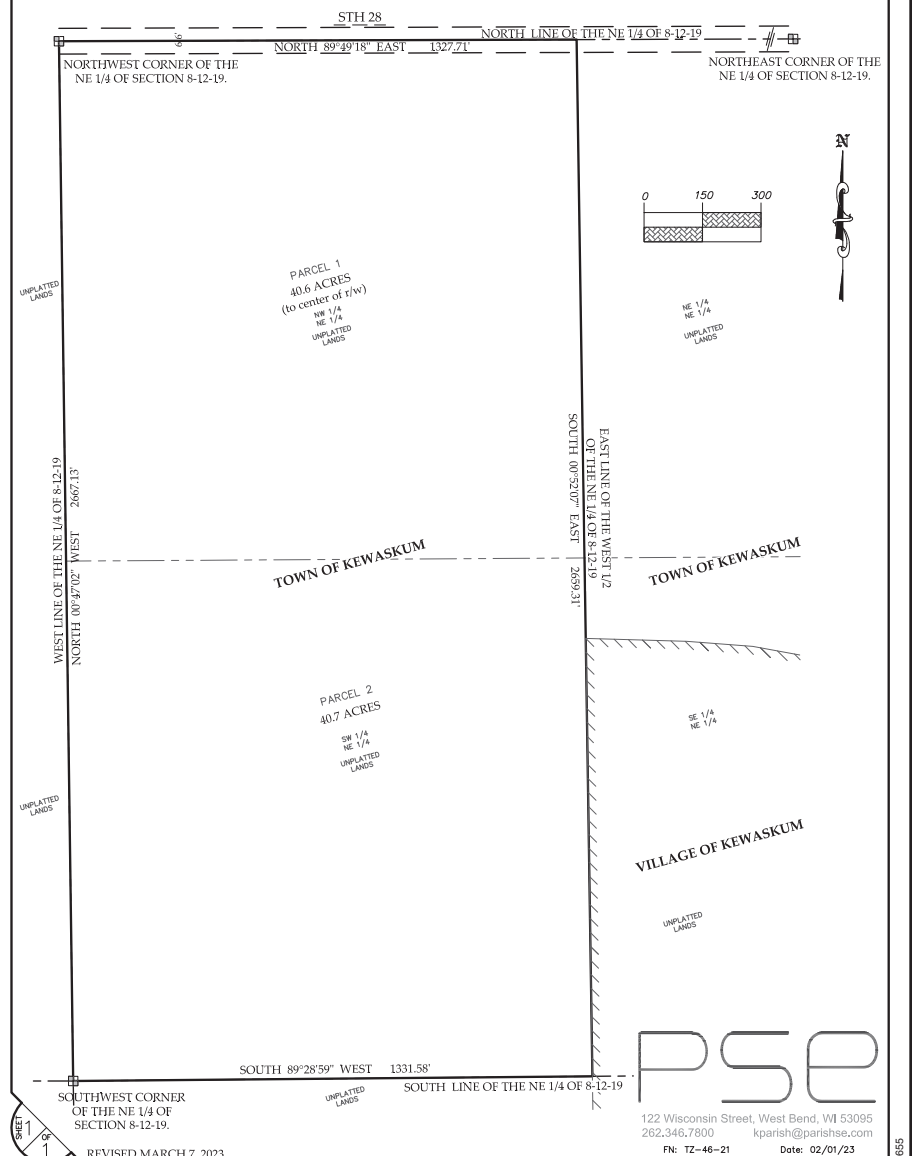 STH 28
NORTH LINE OF THE NE 1/4 OF 8-12-19
66'
NORTH 89°49'18" EAST 1327.71'
NORTHWEST CORNER OF THE
NE 1/4 OF SECTION 8-12-19.
NORTHEAST CORNER OF THE
NE 1/4 OF SECTION 8-12-19.
N
0 150 300
PARCEL 1
40.6 ACRES
(to center of r/w)
NW 1/4
NE 1/4
UNPLATTED
LANDS
UNPLATTED
LANDS
NE 1/4
NE 1/4
UNPLATTED
LANDS
WEST LINE OF THE NE 1/4 OF 8-12-19
NORTH 00°47'02" WEST 2667.13'
SOUTH 00°52'07" EAST 2659.31'
EAST LINE OF THE WEST 1/2
OF THE NE 1/4 OF 8-12-19
TOWN OF KEWASKUM
TOWN OF KEWASKUM
PARCEL 2
40.7 ACRES
SW 1/4
NE 1/4
UNPLATTED
LANDS
SE 1/4
NE 1/4
UNPLATTED
LANDS
VILLAGE OF KEWASKUM
UNPLATTED
LANDS
SOUTH 89°28'59" WEST 1331.58'
SOUTH LINE OF THE NE 1/4 OF 8-12-19
UNPLATTED
LANDS
SOUTHWEST CORNER
OF THE NE 1/4 OF
SECTION 8-12-19.
PSE
122 Wisconsin Street, West Bend, WI 53095
262.346.7800 kparish@parishse.com
FN: TZ-46-21 Date: 02/01/23
SHEET
1
OF
1
REVISED MARCH 7, 2023
655